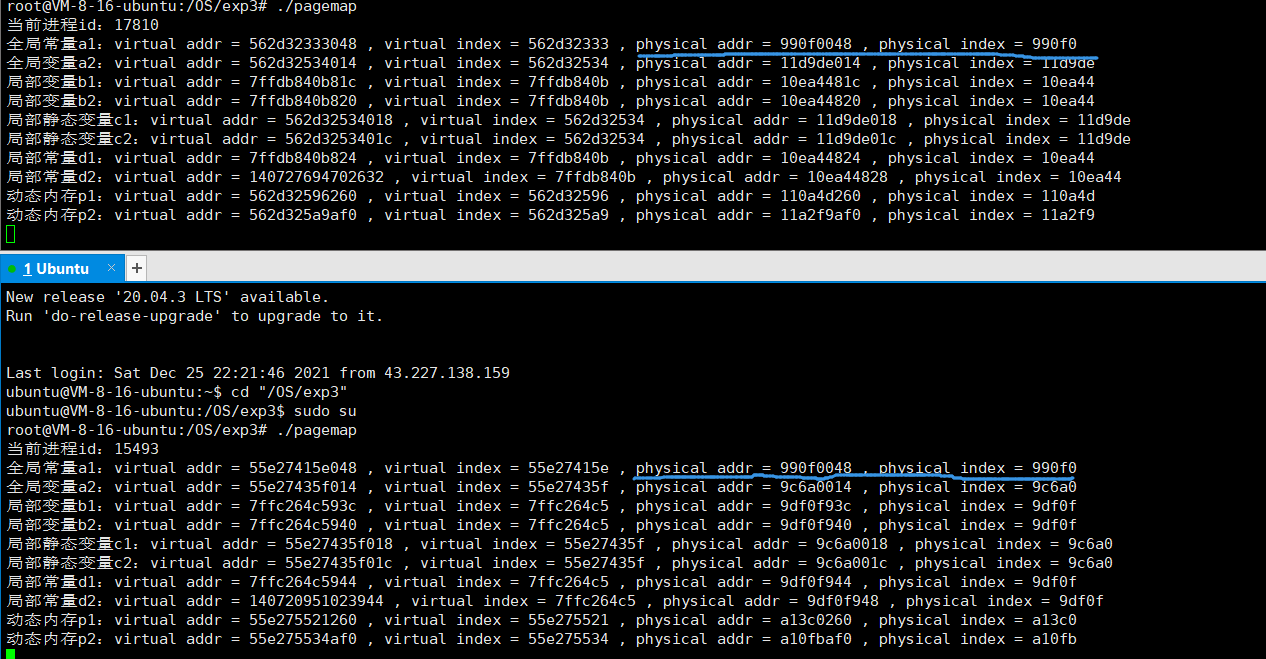 root@VM-8-16-ubuntu:/OS/exp3# ./pagemap
当前进程id：17810
全局常量a1：virtual addr = 562d32333048 , virtual index = 562d32333 , physical addr = 990f0048 , physical index = 990f0
全局变量a2：virtual addr = 562d32534014 , virtual index = 562d32534 , physical addr = 11d9de014 , physical index = 11d9de
局部变量b1：virtual addr = 7ffdb840b81c , virtual index = 7ffdb840b , physical addr = 10ea4481c , physical index = 10ea44
局部变量b2：virtual addr = 7ffdb840b820 , virtual index = 7ffdb840b , physical addr = 10ea44820 , physical index = 10ea44
局部静态变量c1：virtual addr = 562d32534018 , virtual index = 562d32534 , physical addr = 11d9de018 , physical index = 11d9de
局部静态变量c2：virtual addr = 562d3253401c , virtual index = 562d32534 , physical addr = 11d9de01c , physical index = 11d9de
局部常量d1：virtual addr = 7ffdb840b824 , virtual index = 7ffdb840b , physical addr = 10ea44824 , physical index = 10ea44
局部常量d2：virtual addr = 140727694702632 , virtual index = 7ffdb840b , physical addr = 10ea44828 , physical index = 10ea44
动态内存p1：virtual addr = 562d32596260 , virtual index = 562d32596 , physical addr = 110a4d260 , physical index = 110a4d
动态内存p2：virtual addr = 562d325a9af0 , virtual index = 562d325a9 , physical addr = 11a2f9af0 , physical index = 11a2f9
1 Ubuntu × +
New release '20.04.3 LTS' available.
Run 'do-release-upgrade' to upgrade to it.
Last login: Sat Dec 25 22:21:46 2021 from 43.227.138.159
ubuntu@VM-8-16-ubuntu:~$ cd "/OS/exp3"
ubuntu@VM-8-16-ubuntu:/OS/exp3$ sudo su
root@VM-8-16-ubuntu:/OS/exp3# ./pagemap
当前进程id：15493
全局常量a1：virtual addr = 55e27415e048 , virtual index = 55e27415e , physical addr = 990f0048 , physical index = 990f0
全局变量a2：virtual addr = 55e27435f014 , virtual index = 55e27435f , physical addr = 9c6a0014 , physical index = 9c6a0
局部变量b1：virtual addr = 7ffc264c593c , virtual index = 7ffc264c5 , physical addr = 9df0f93c , physical index = 9df0f
局部变量b2：virtual addr = 7ffc264c5940 , virtual index = 7ffc264c5 , physical addr = 9df0f940 , physical index = 9df0f
局部静态变量c1：virtual addr = 55e27435f018 , virtual index = 55e27435f , physical addr = 9c6a0018 , physical index = 9c6a0
局部静态变量c2：virtual addr = 55e27435f01c , virtual index = 55e27435f , physical addr = 9c6a001c , physical index = 9c6a0
局部常量d1：virtual addr = 7ffc264c5944 , virtual index = 7ffc264c5 , physical addr = 9df0f944 , physical index = 9df0f
局部常量d2：virtual addr = 140720951023944 , virtual index = 7ffc264c5 , physical addr = 9df0f948 , physical index = 9df0f
动态内存p1：virtual addr = 55e275521260 , virtual index = 55e275521 , physical addr = a13c0260 , physical index = a13c0
动态内存p2：virtual addr = 55e275534af0 , virtual index = 55e275534 , physical addr = a10fbaf0 , physical index = a10fb